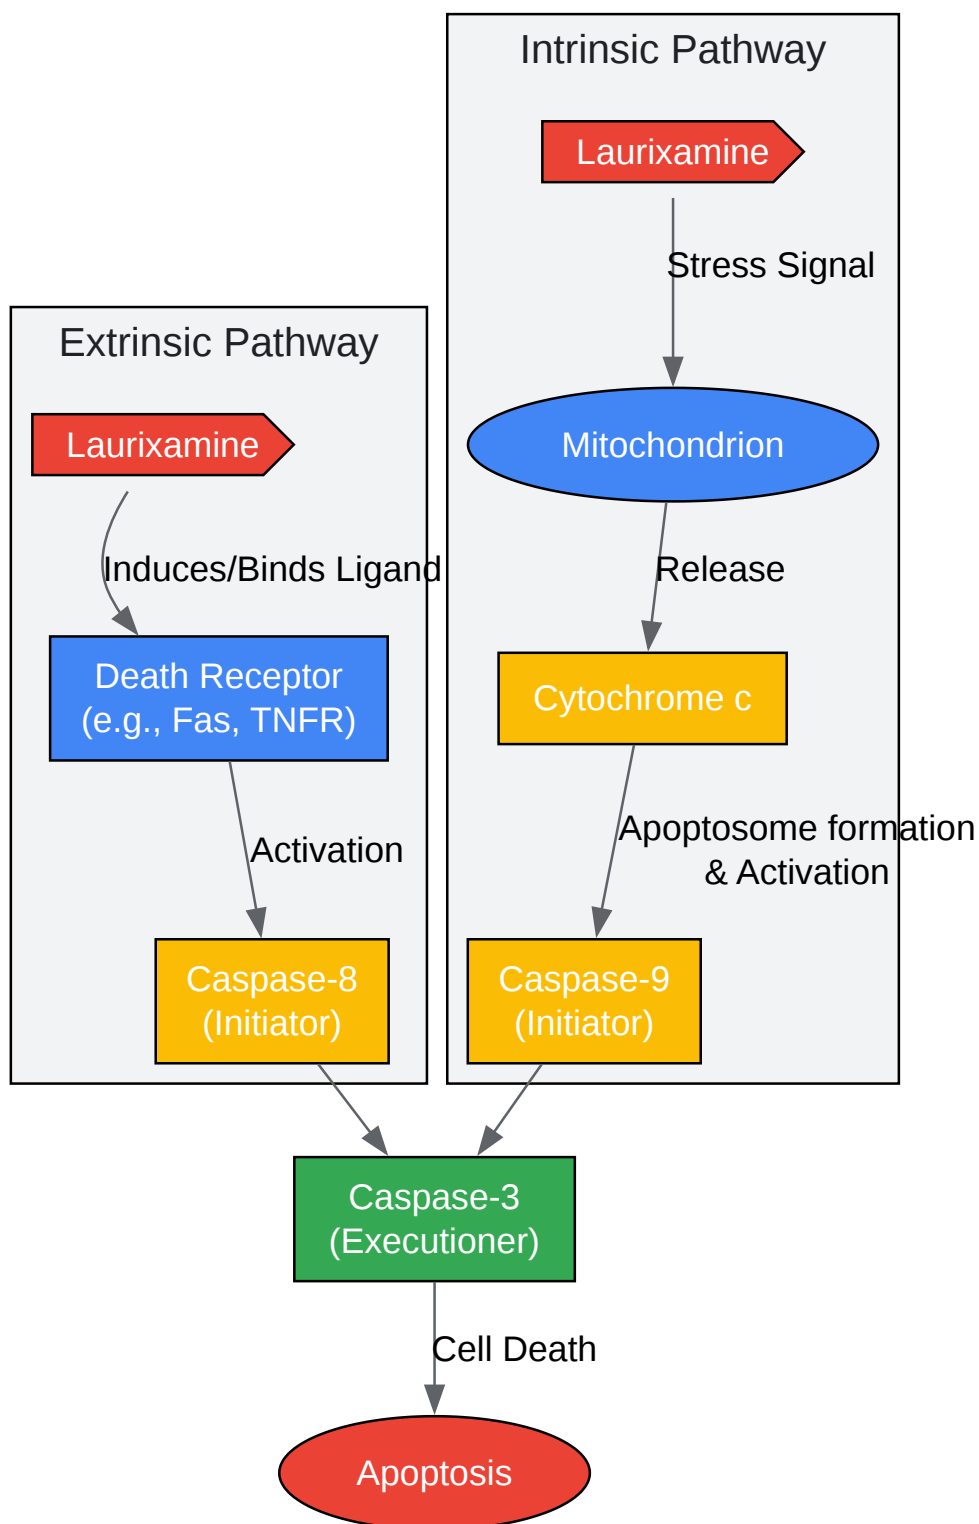 Intrinsic Pathway
Laurixamine
Stress Signal
Mitochondrion
Release
Cytochrome c
Apoptosome formation
& Activation
Caspase-9
(Initiator)
Extrinsic Pathway
Laurixamine
Induces/Binds Ligand
Death Receptor
(e.g., Fas, TNFR)
Activation
Caspase-8
(Initiator)
Caspase-3
(Executioner)
Cell Death
Apoptosis